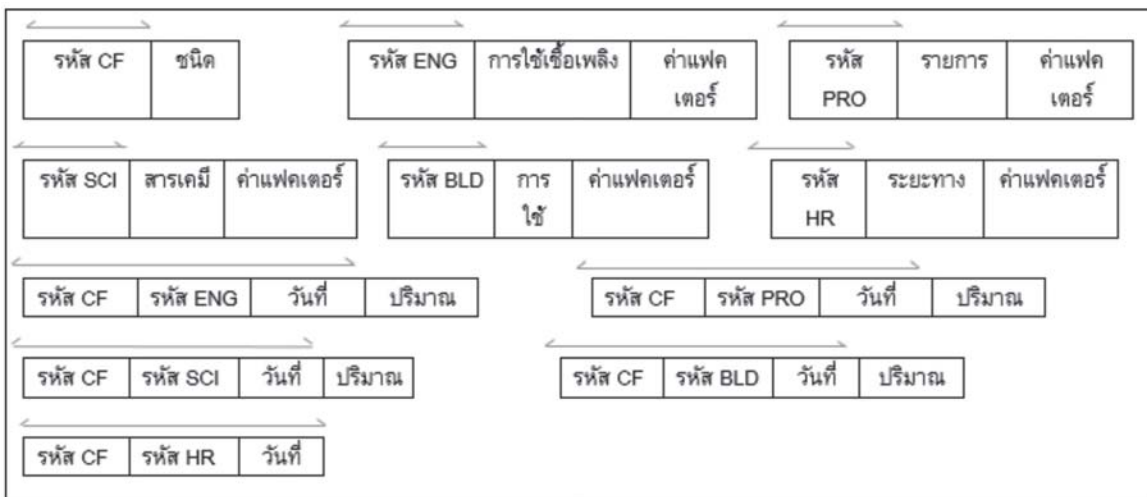 รหัส CF ชนิด รหัส ENG การใช้เชื้อเพลิง ค่าแฟค รหัส รายการ ค่าแฟค
เตอร์ PRO เตอร์
รหัส SCI สารเคมี ค่าแฟคเตอร์ รหัส BLD การ ค่าแฟคเตอร์ รหัส ระยะทาง ค่าแฟคเตอร์
ใช้ HR
รหัส CF รหัส ENG วันที่ ปริมาณ รหัส CF รหัส PRO วันที่ ปริมาณ
รหัส CF รหัส SCI วันที่ ปริมาณ รหัส CF รหัส BLD วันที่ ปริมาณ
รหัส CF รหัส HR วันที่